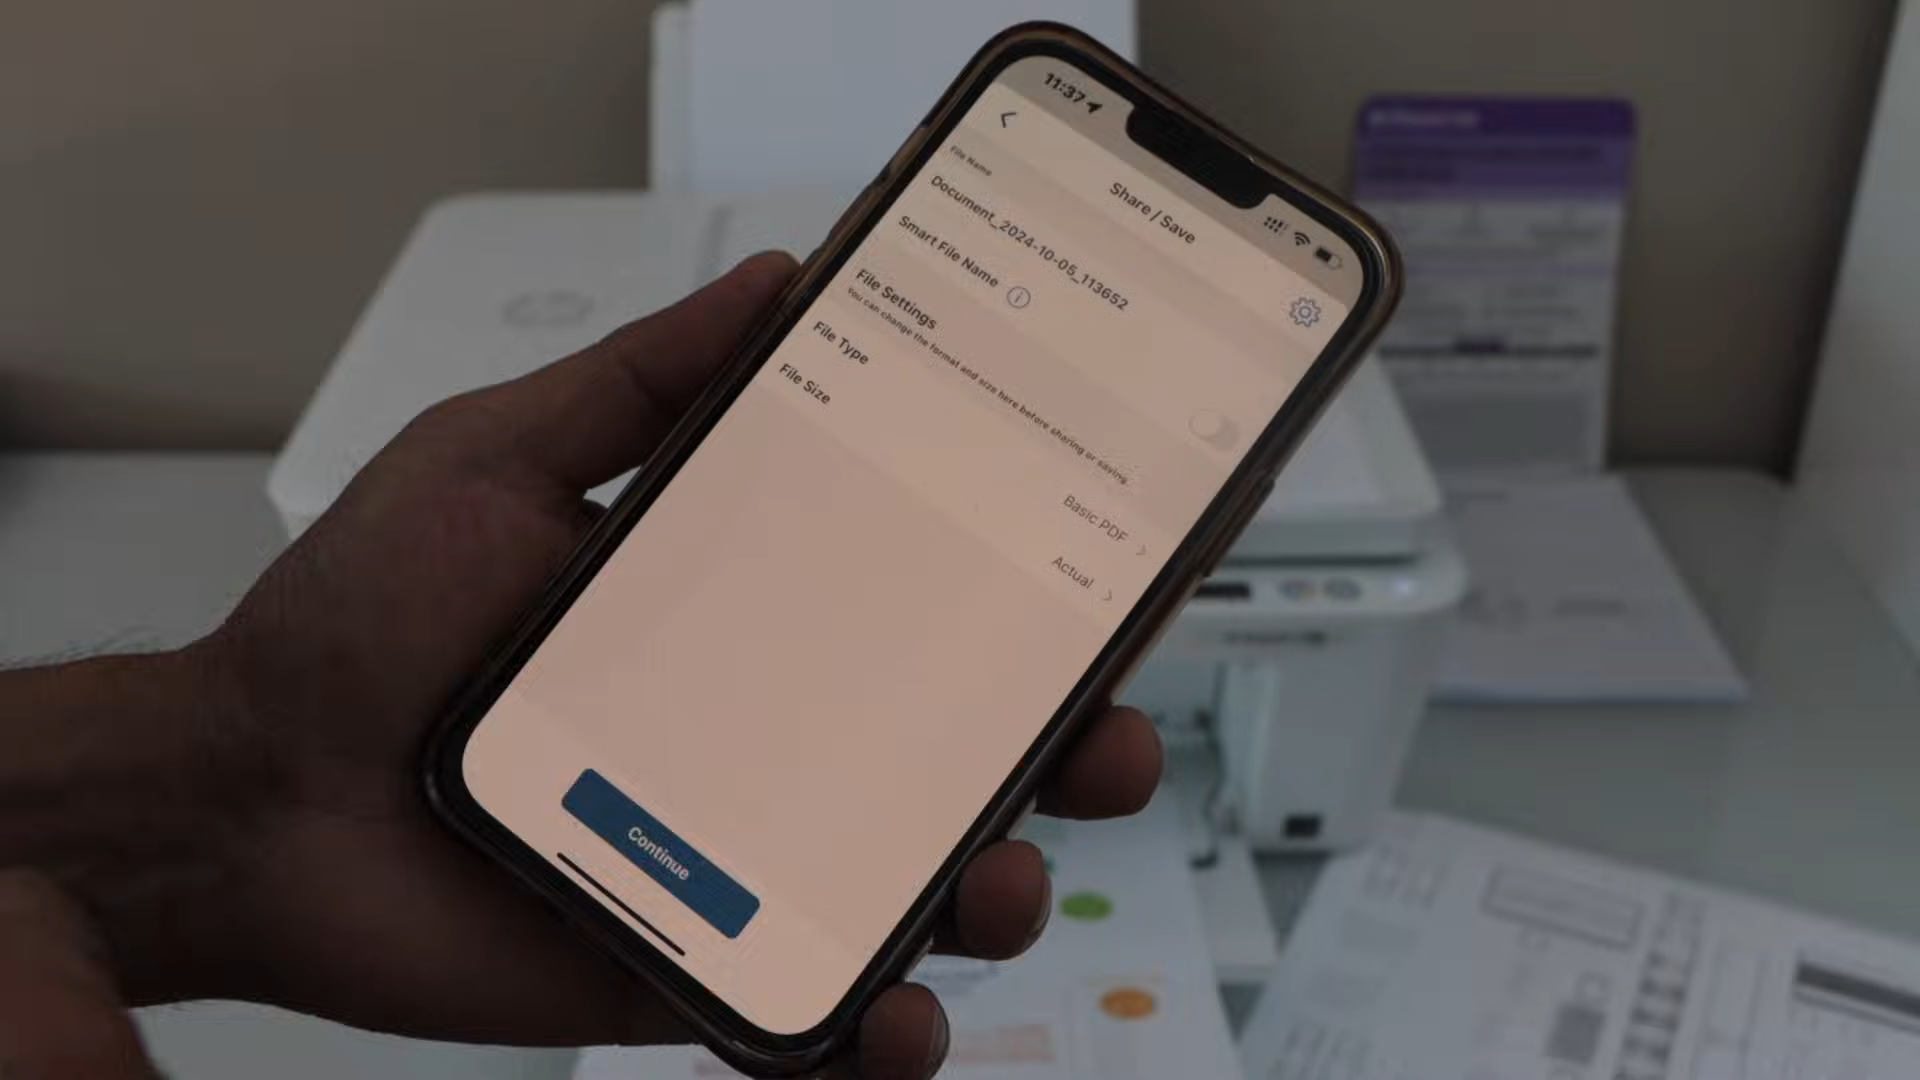 11:37
Share / Save
File Name
Document_2024-10-05_113652
Smart File Name
File Settings
You can change the format and size here before sharing or saving.
File Type
Basic PDF
File Size
Actual
Continue